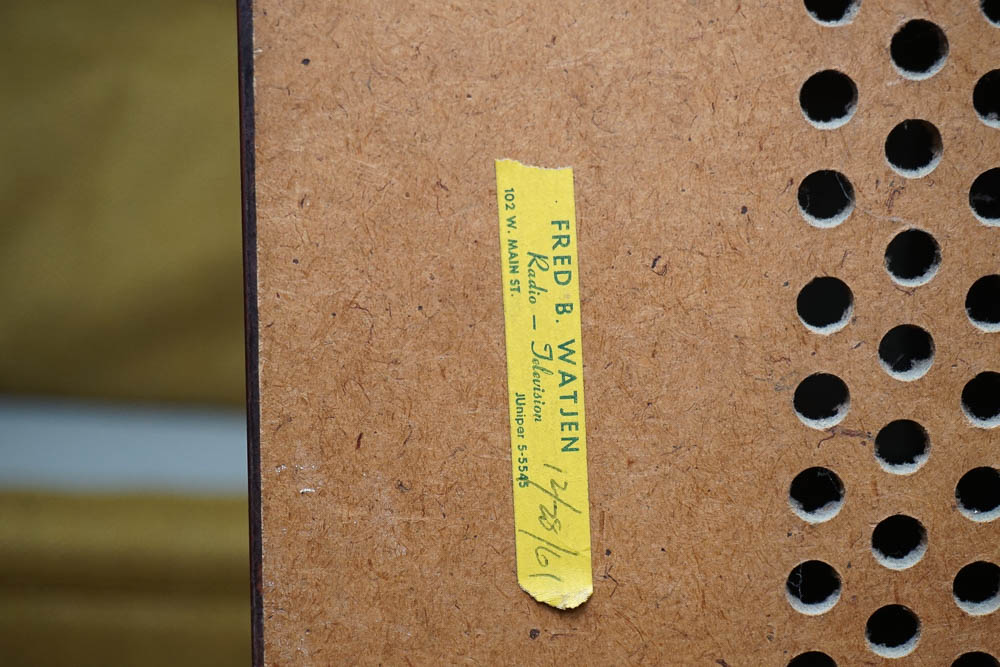 FRED B. WATJEN
Radio — Television
102 W. MAIN ST. JUniper 5-5545
12/28/61